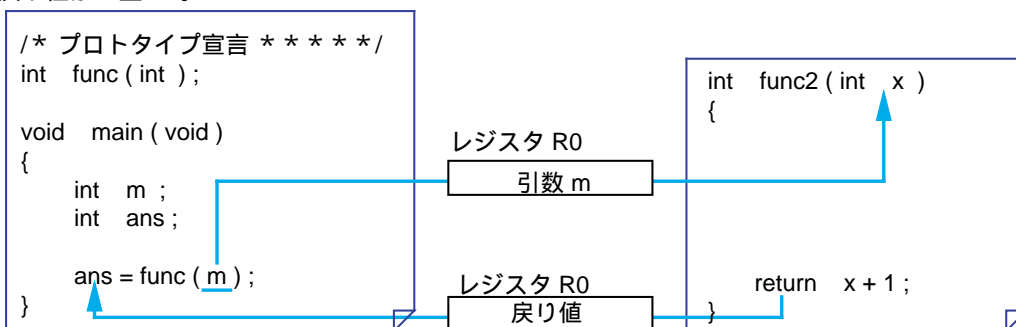 /* プロトタイプ宣言 *****/
int func ( int ) ;
void main ( void )
{
int m ;
int ans ;
ans = func ( m ) ;
}
レジスタ R0
引数 m
レジスタ R0
戻り値
int func2 ( int x )
{
return x + 1 ;
}